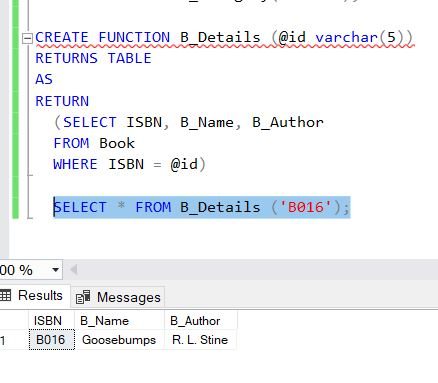 CREATE FUNCTION B_Details (@id varchar(5))
RETURNS TABLE
AS
RETURN
(SELECT ISBN, B_Name, B_Author
FROM Book
WHERE ISBN = @id)
SELECT * FROM B_Details ('B016');
00 %
Results Messages
ISBN B_Name B_Author
1 B016 Goosebumps R. L. Stine